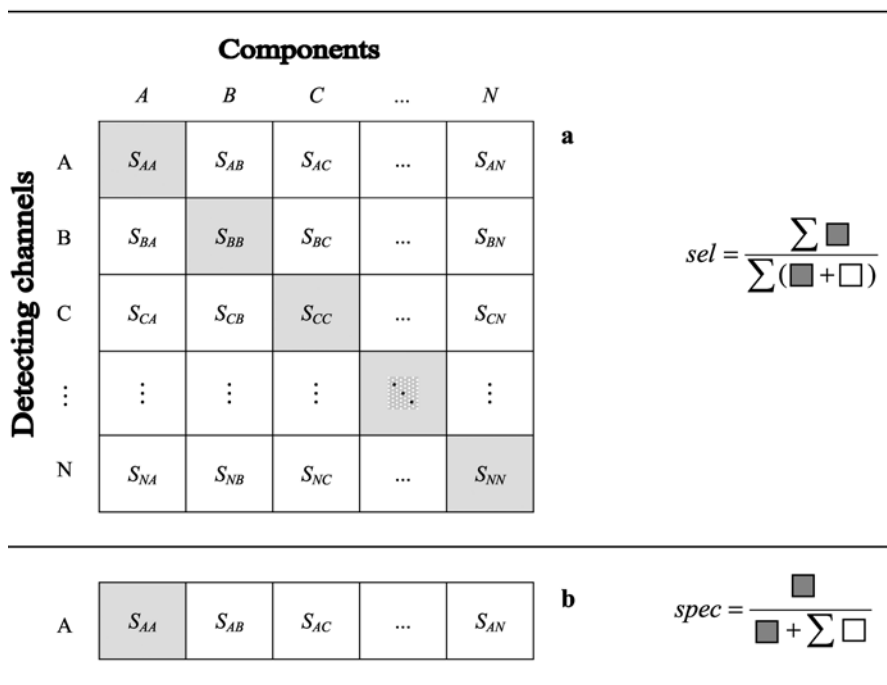 Components
A B C ... N
a
Detecting channels
A S_AA S_AB S_AC ... S_AN
B S_BA S_BB S_BC ... S_BN
sel = ∑■ / ∑(■+□)
C S_CA S_CB S_CC ... S_CN
⋮ ⋮ ⋮ ⋮ ⋱ ⋮
N S_NA S_NB S_NC ... S_NN
b
A S_AA S_AB S_AC ... S_AN
spec = ■ / ■+∑□